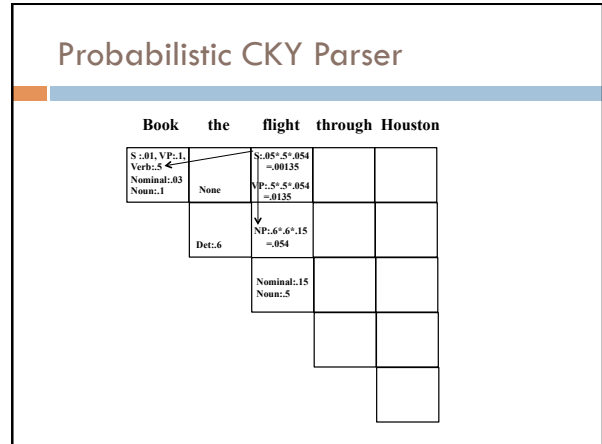 Probabilistic CKY Parser
Book the flight through Houston
S :.01, VP:.1,
Verb:.5
Nominal:.03
Noun:.1
None
S:.05*.5*.054
=.00135
VP:.5*.5*.054
=.0135
Det:.6
NP:.6*.6*.15
=.054
Nominal:.15
Noun:.5